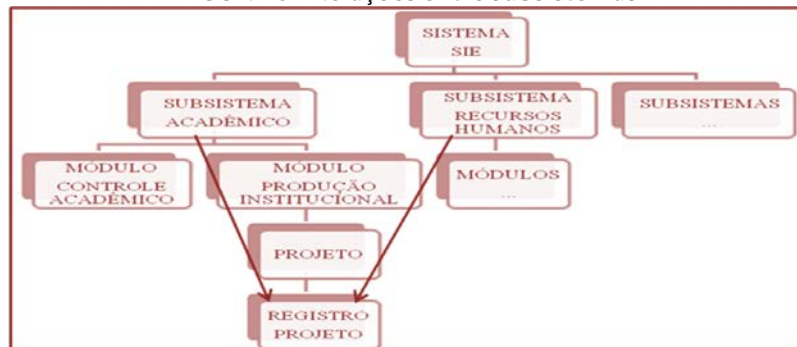 SISTEMA
SIE
SUBSISTEMA
ACADÊMICO
SUBSISTEMA
RECURSOS
HUMANOS
SUBSISTEMAS
...
MÓDULO
CONTROLE
ACADÊMICO
MÓDULO
PRODUÇÃO
INSTITUCIONAL
MÓDULOS
...
PROJETO
REGISTRO
PROJETO